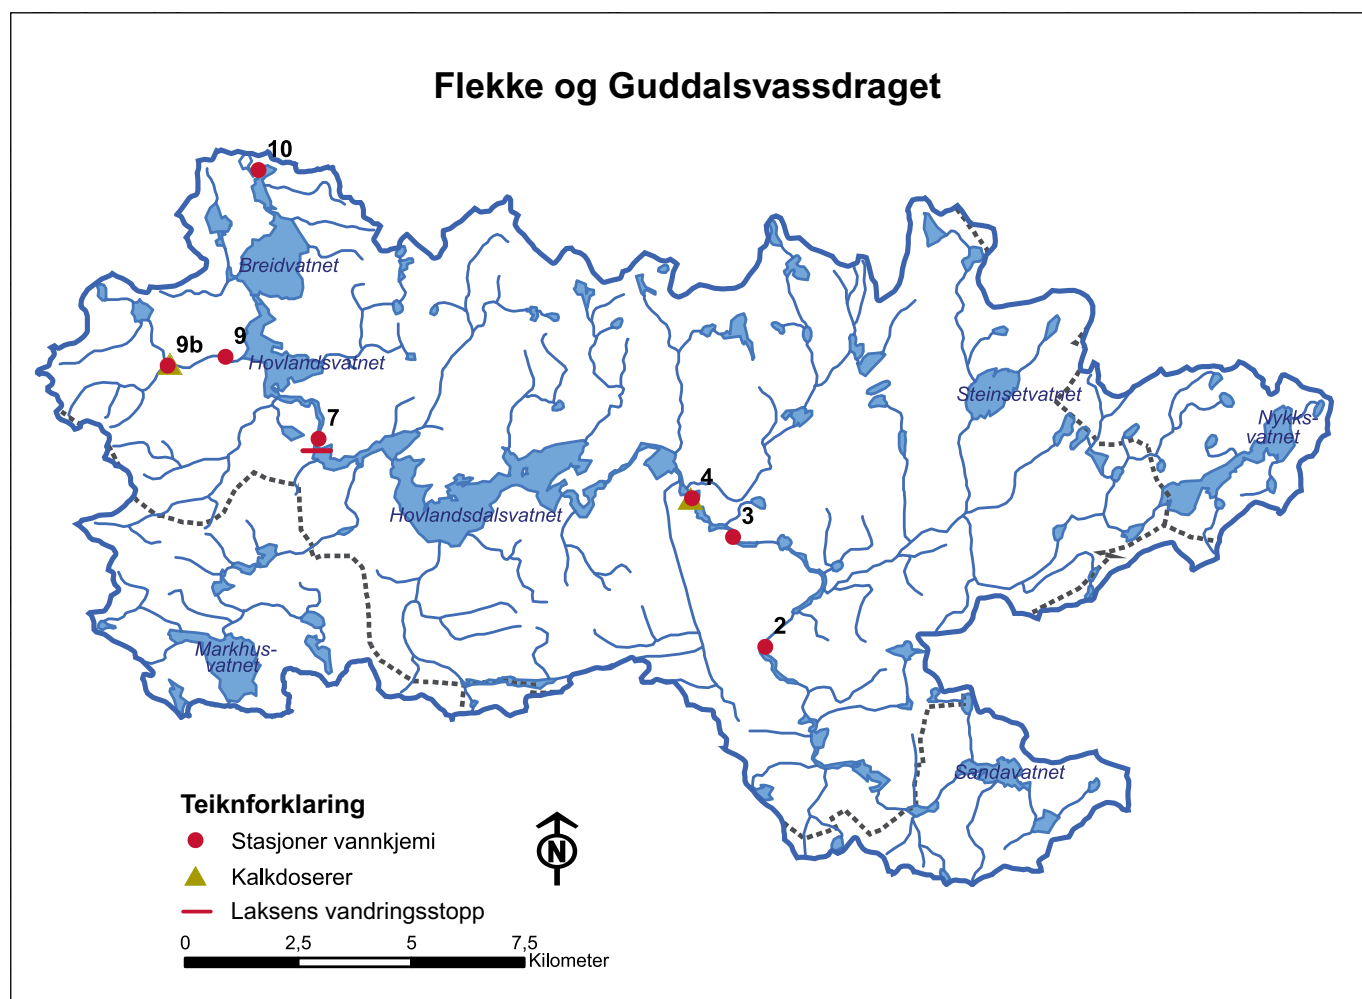 Flekke og Guddalsvassdraget
10
Breidvatnet
9b
9
Hovlandsvatnet
7
Steinsetvatnet
Nykks-
vatnet
4
Hovlandsdalsvatnet
3
2
Markhus-
vatnet
Sandavatnet
Teiknforklaring
Stasjoner vannkjemi
Kalkdoserer
Laksens vandringsstopp
N
0 2,5 5 7,5
Kilometer